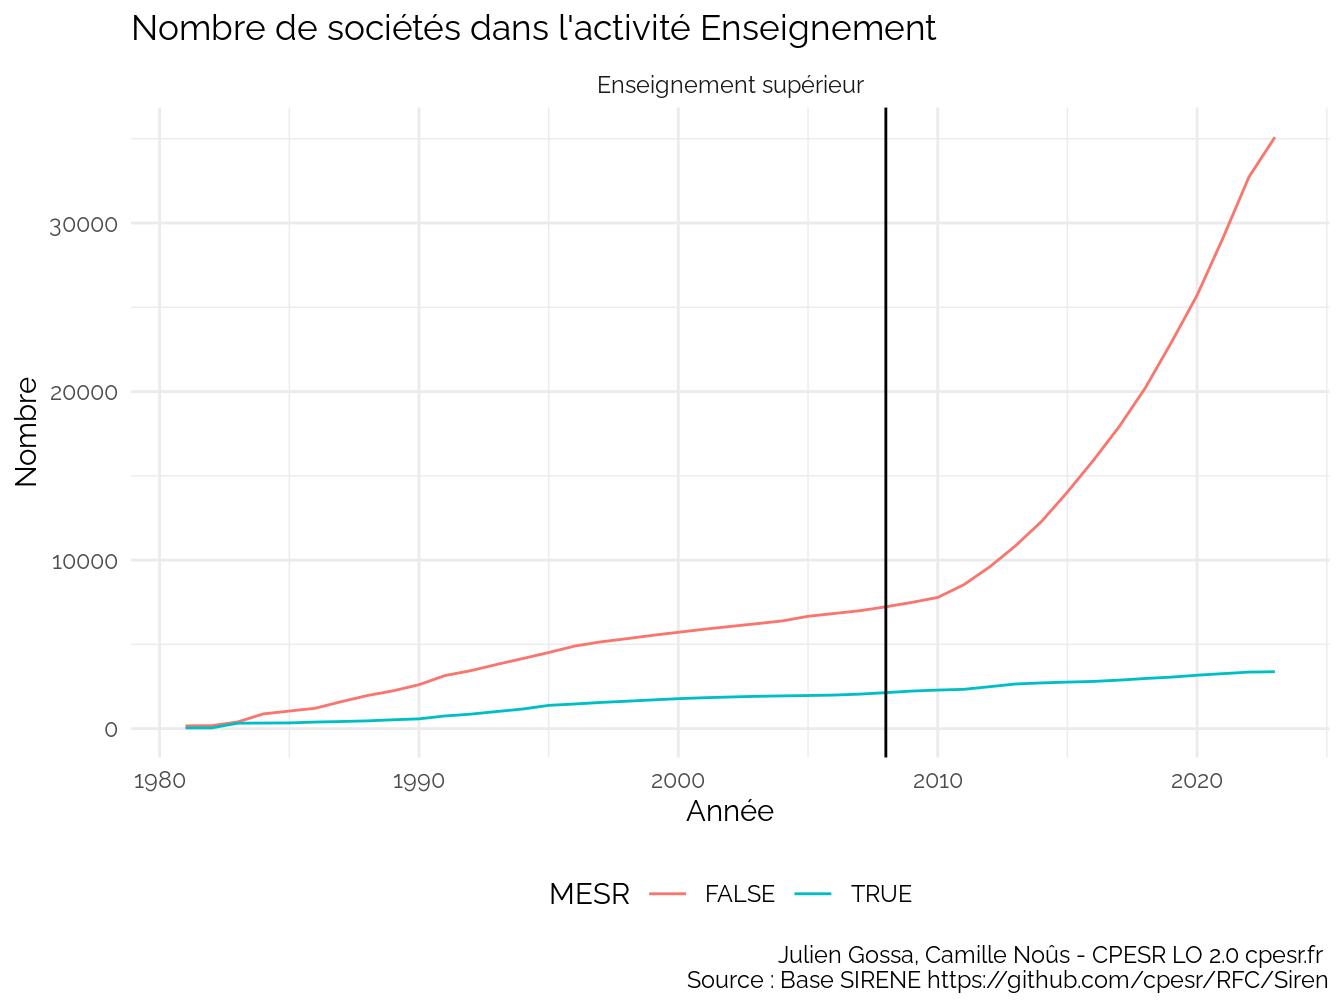 Nombre de sociétés dans l'activité Enseignement
Enseignement supérieur
30000
20000
10000
0
Nombre
1980 1990 2000 2010 2020
Année
MESR FALSE TRUE
Julien Gossa, Camille Noûs - CPESR LO 2.0 cpesr.fr
Source : Base SIRENE https://github.com/cpesr/RFC/Siren